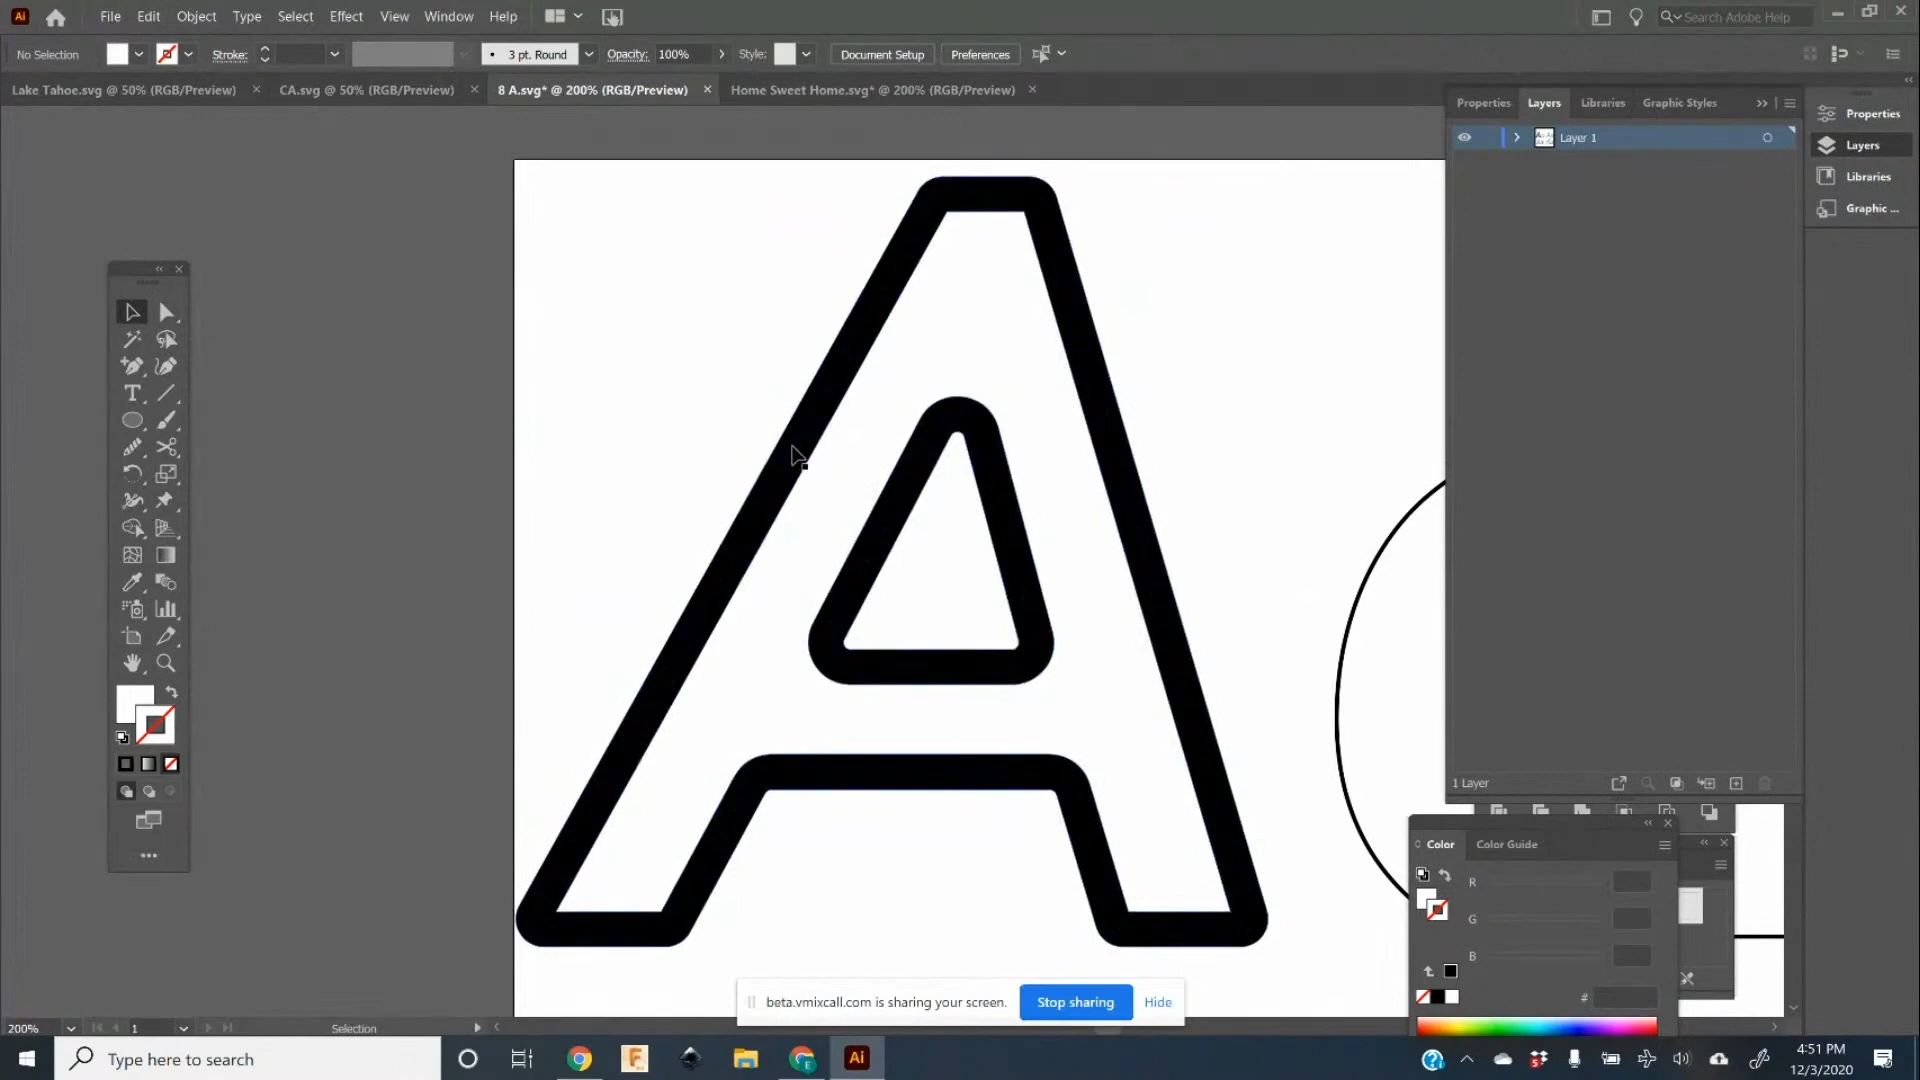 Ai File Edit Object Type Select Effect View Window Help Search Adobe Help
No Selection Stroke: 3 pt. Round Opacity: 100% Style: Document Setup Preferences
Lake Tahoe.svg @ 50% (RGB/Preview) CA.svg @ 50% (RGB/Preview) 8 A.svg* @ 200% (RGB/Preview) Home Sweet Home.svg* @ 200% (RGB/Preview)
Properties Layers Libraries Graphic Styles
Layer 1
Properties
Layers
Libraries
Graphic ...
A
1 Layer
Color Color Guide
R
G
B
#
beta.vmixcall.com is sharing your screen. Stop sharing Hide
200% 1 Selection
Type here to search
Ai
4:51 PM
12/3/2020